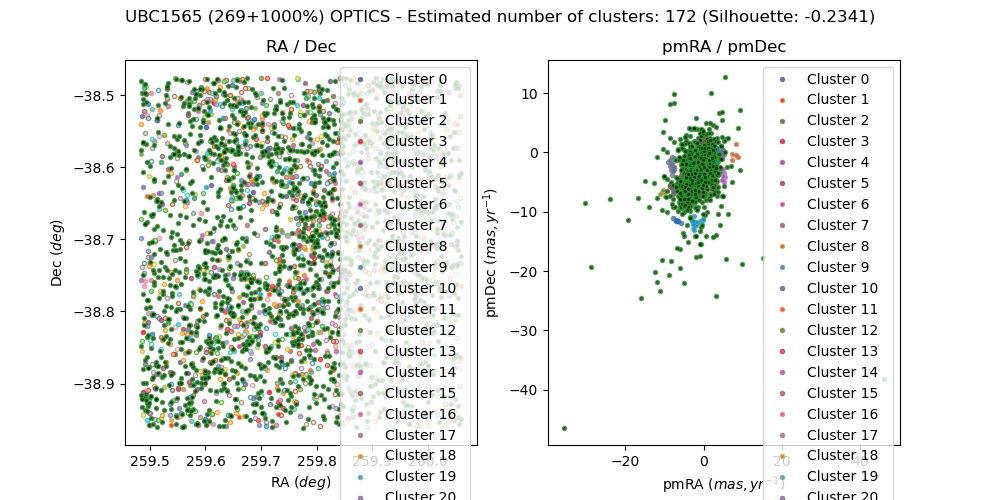 UBC1565 (269+1000%) OPTICS - Estimated number of clusters: 172 (Silhouette: -0.2341)
RA / Dec
Dec (deg)
−38.5
−38.6
−38.7
−38.8
−38.9
259.5 259.6 259.7 259.8 259.9 260.0
RA (deg)
Cluster 0
Cluster 1
Cluster 2
Cluster 3
Cluster 4
Cluster 5
Cluster 6
Cluster 7
Cluster 8
Cluster 9
Cluster 10
Cluster 11
Cluster 12
Cluster 13
Cluster 14
Cluster 15
Cluster 16
Cluster 17
Cluster 18
Cluster 19
Cluster 20
pmRA / pmDec
pmDec (mas, yr⁻¹)
10
0
−10
−20
−30
−40
−20 0 20 40
pmRA (mas, yr⁻¹)
Cluster 0
Cluster 1
Cluster 2
Cluster 3
Cluster 4
Cluster 5
Cluster 6
Cluster 7
Cluster 8
Cluster 9
Cluster 10
Cluster 11
Cluster 12
Cluster 13
Cluster 14
Cluster 15
Cluster 16
Cluster 17
Cluster 18
Cluster 19
Cluster 20